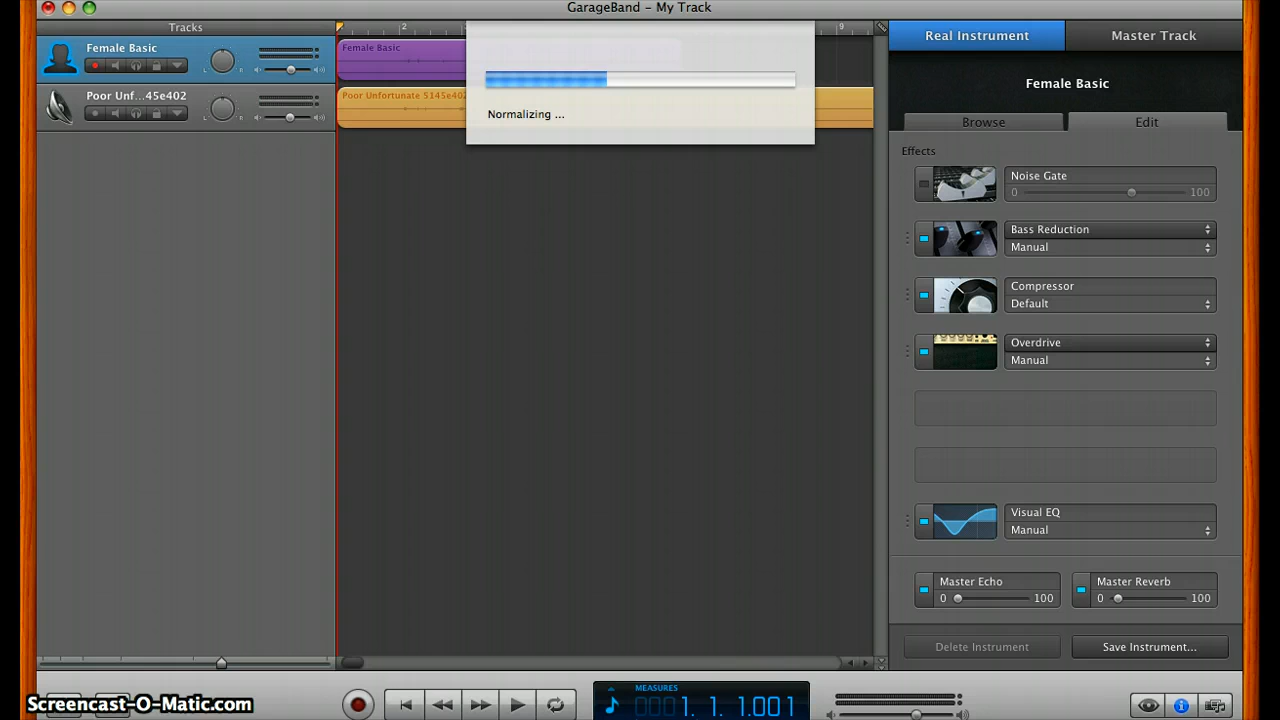 GarageBand – My Track
Tracks
2
9
Real Instrument
Master Track
Female Basic
L R
Female Basic
Normalizing ...
Female Basic
Poor Unf...45e402
L R
Poor Unfortunate 5145e402
Browse
Edit
Effects
Noise Gate
0 100
Bass Reduction
Manual
Compressor
Default
Overdrive
Manual
Visual EQ
Manual
Master Echo
0 100
Master Reverb
0 100
Delete Instrument
Save Instrument...
MEASURES
0001. 1. 1.001
Screencast-O-Matic.com